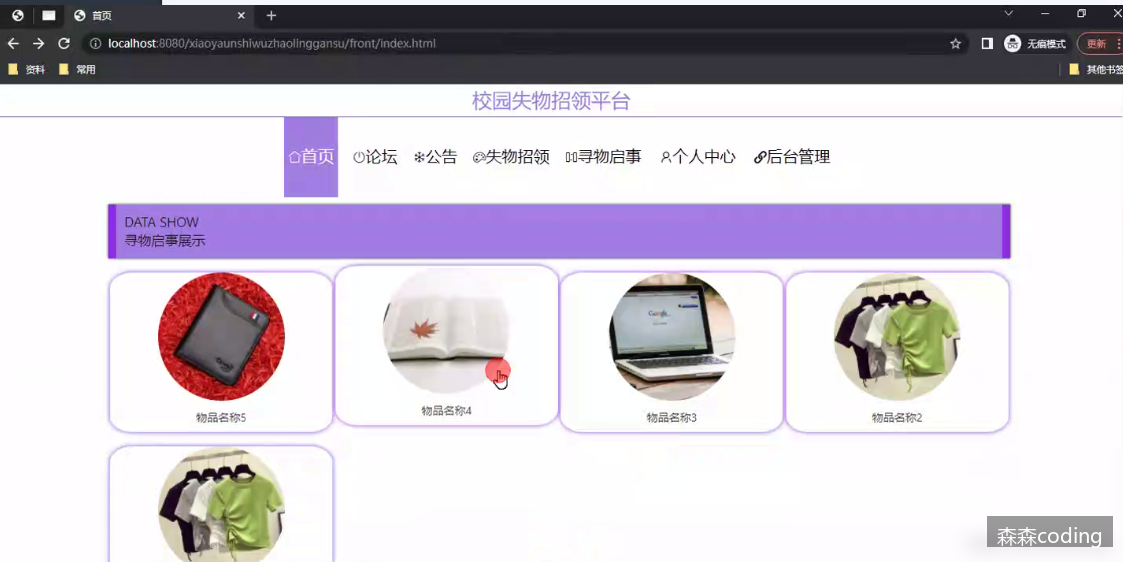 首页
localhost:8080/xiaoyaunshiwuzhaolinggansu/front/index.html
无痕模式
更新
资料
常用
其他书签
校园失物招领平台
首页 论坛 公告 失物招领 寻物启事 个人中心 后台管理
DATA SHOW
寻物启事展示
Google
物品名称5
物品名称4
物品名称3
物品名称2
森森coding